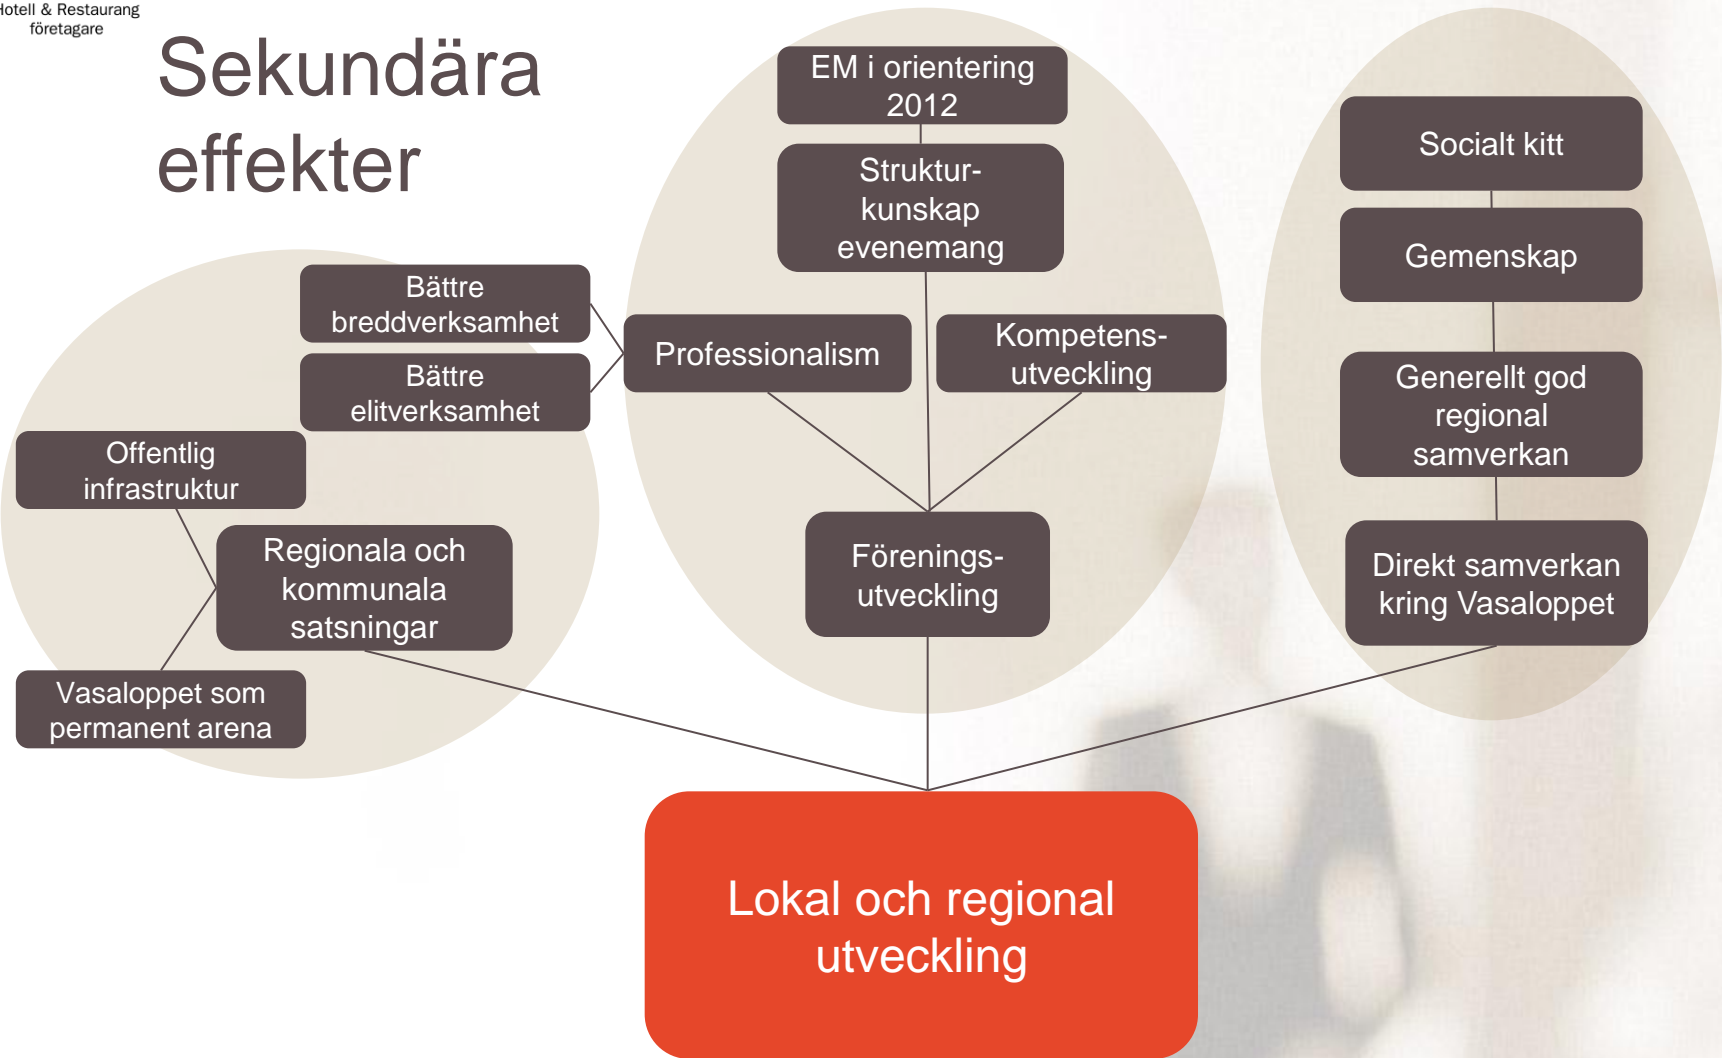 Hotell & Restaurang
företagare
Sekundära
effekter
EM i orientering
2012
Struktur-
kunskap
evenemang
Bättre
breddverksamhet
Bättre
elitverksamhet
Professionalism
Kompetens-
utveckling
Offentlig
infrastruktur
Regionala och
kommunala
satsningar
Vasaloppet som
permanent arena
Förenings-
utveckling
Socialt kitt
Gemenskap
Generellt god
regional
samverkan
Direkt samverkan
kring Vasaloppet
Lokal och regional
utveckling